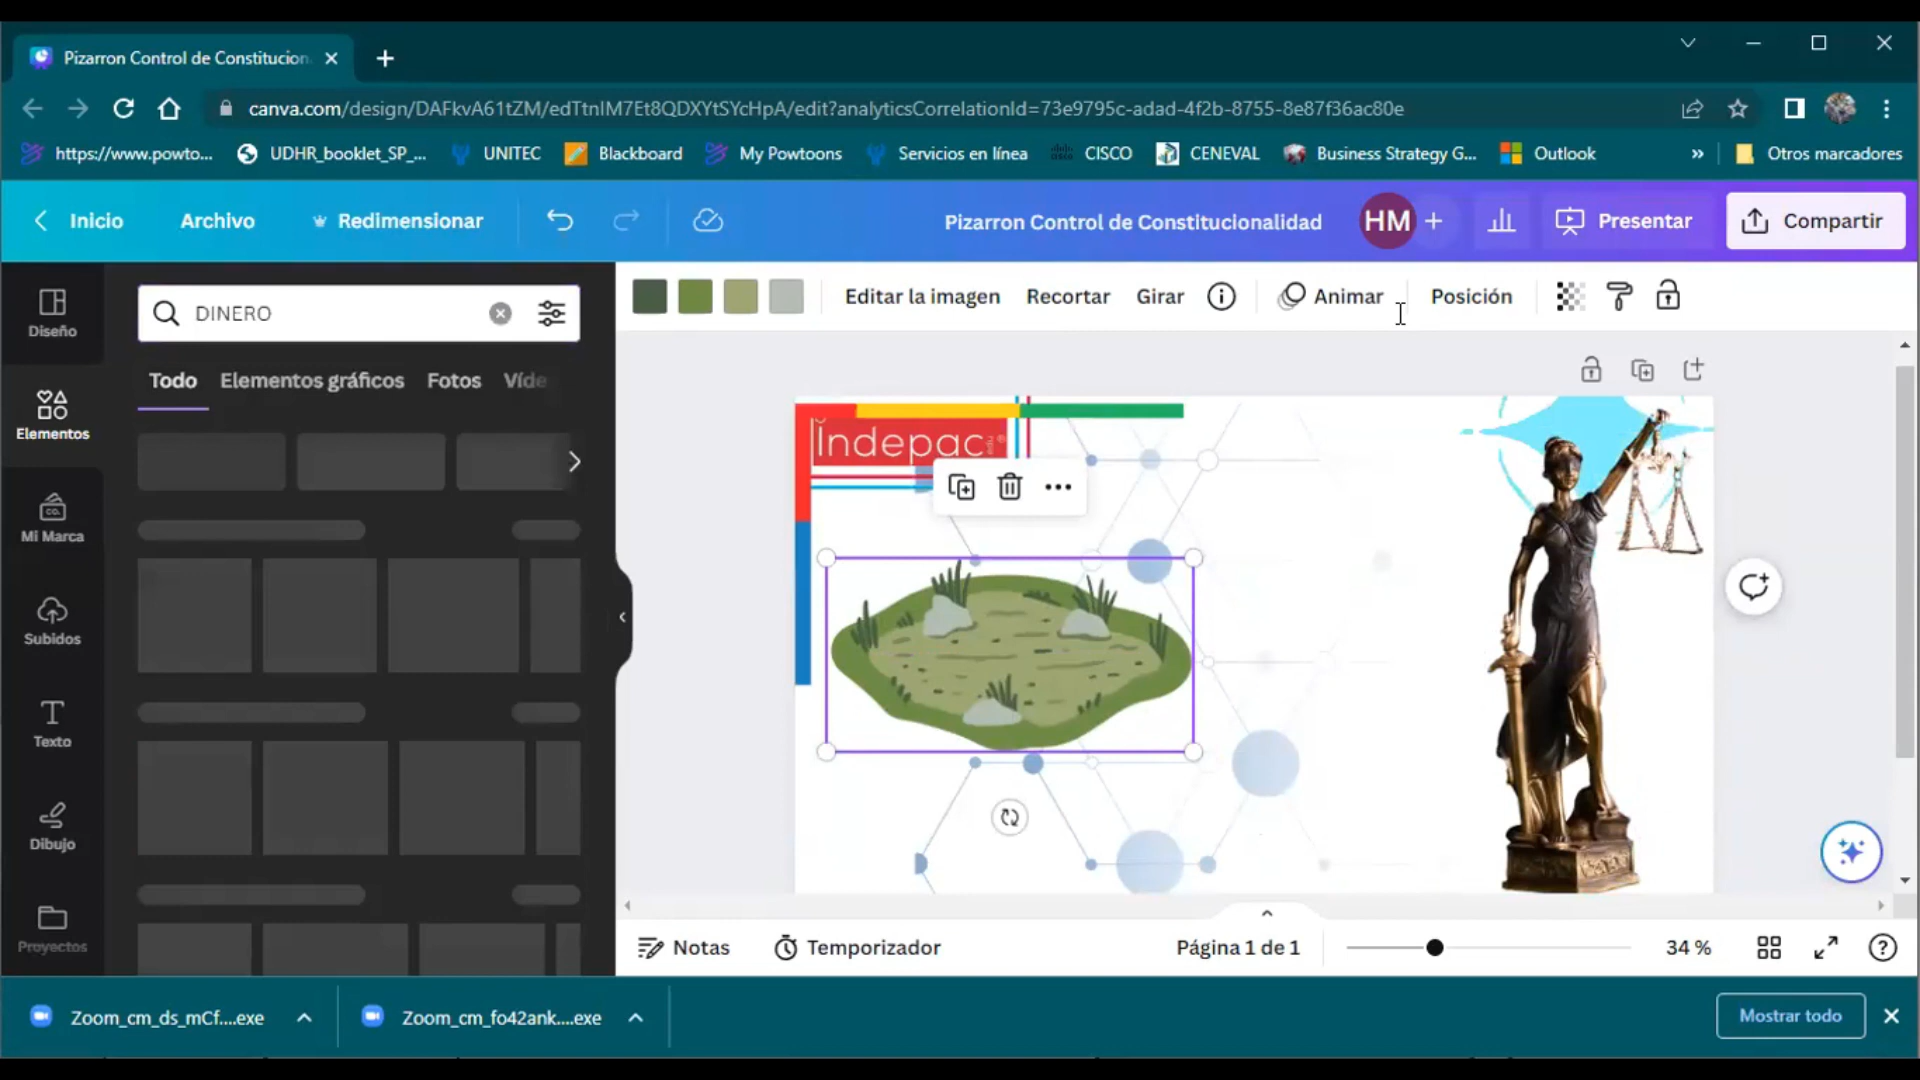 Pizarron Control de Constitucion
canva.com/design/DAFkvA61tZM/edTtnIM7Et8QDXYtSYcHpA/edit?analyticsCorrelationId=73e9795c-adad-4f2b-8755-8e87f36ac80e
https://www.powto... UDHR_booklet_SP_... UNITEC Blackboard My Powtoons Servicios en línea CISCO CENEVAL Business Strategy G... Outlook » Otros marcadores
Inicio Archivo Redimensionar Pizarron Control de Constitucionalidad HM Presentar Compartir
DINERO
Editar la imagen Recortar Girar Animar Posición
Todo Elementos gráficos Fotos Víde
Diseño
Elementos
Mi Marca
Subidos
Texto
Dibujo
Proyectos
Indepac
Notas Temporizador Página 1 de 1 34 %
Zoom_cm_ds_mCf....exe Zoom_cm_fo42ank....exe Mostrar todo